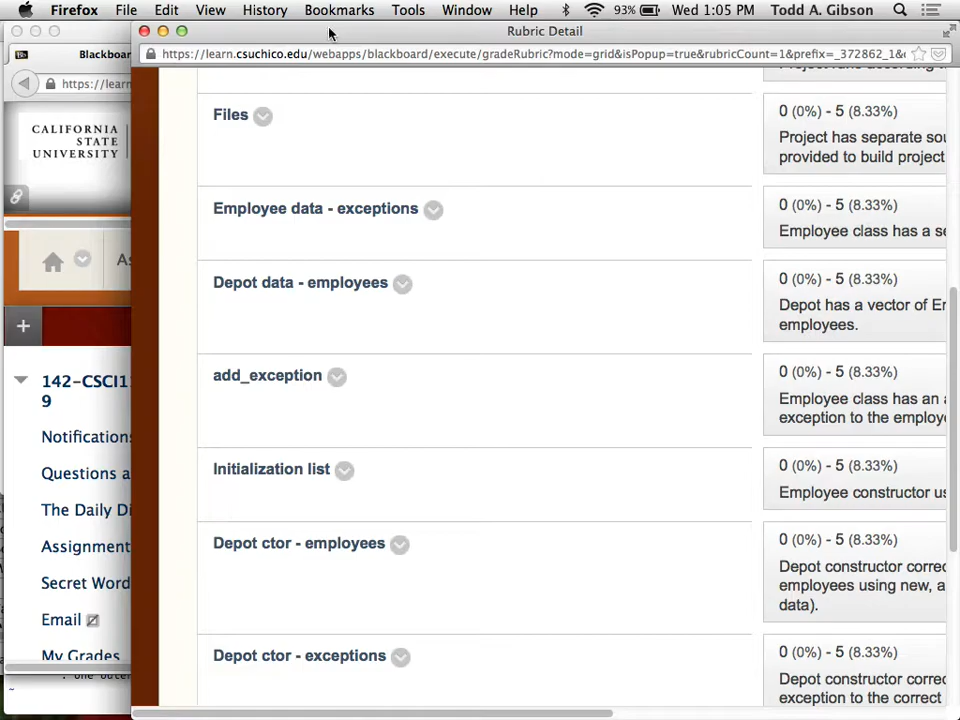 Firefox File Edit View History Bookmarks Tools Window Help 93% Wed 1:05 PM Todd A. Gibson
Rubric Detail
https://learn.csuchico.edu/webapps/blackboard/execute/gradeRubric?mode=grid&isPopup=true&rubricCount=1&prefix=_372862_1&
Blackboard
https://learn
CALIFORNIA
STATE
UNIVERSITY
As
142-CSCI1
9
Notifications
Questions a
The Daily Di
Assignment
Secret Word
Email
My Grades
Files
0 (0%) - 5 (8.33%)
Project has separate sou
provided to build project
Employee data - exceptions
0 (0%) - 5 (8.33%)
Employee class has a se
Depot data - employees
0 (0%) - 5 (8.33%)
Depot has a vector of Em
employees.
add_exception
0 (0%) - 5 (8.33%)
Employee class has an a
exception to the employe
Initialization list
0 (0%) - 5 (8.33%)
Employee constructor us
Depot ctor - employees
0 (0%) - 5 (8.33%)
Depot constructor correc
employees using new, a
data).
Depot ctor - exceptions
0 (0%) - 5 (8.33%)
Depot constructor correc
exception to the correct